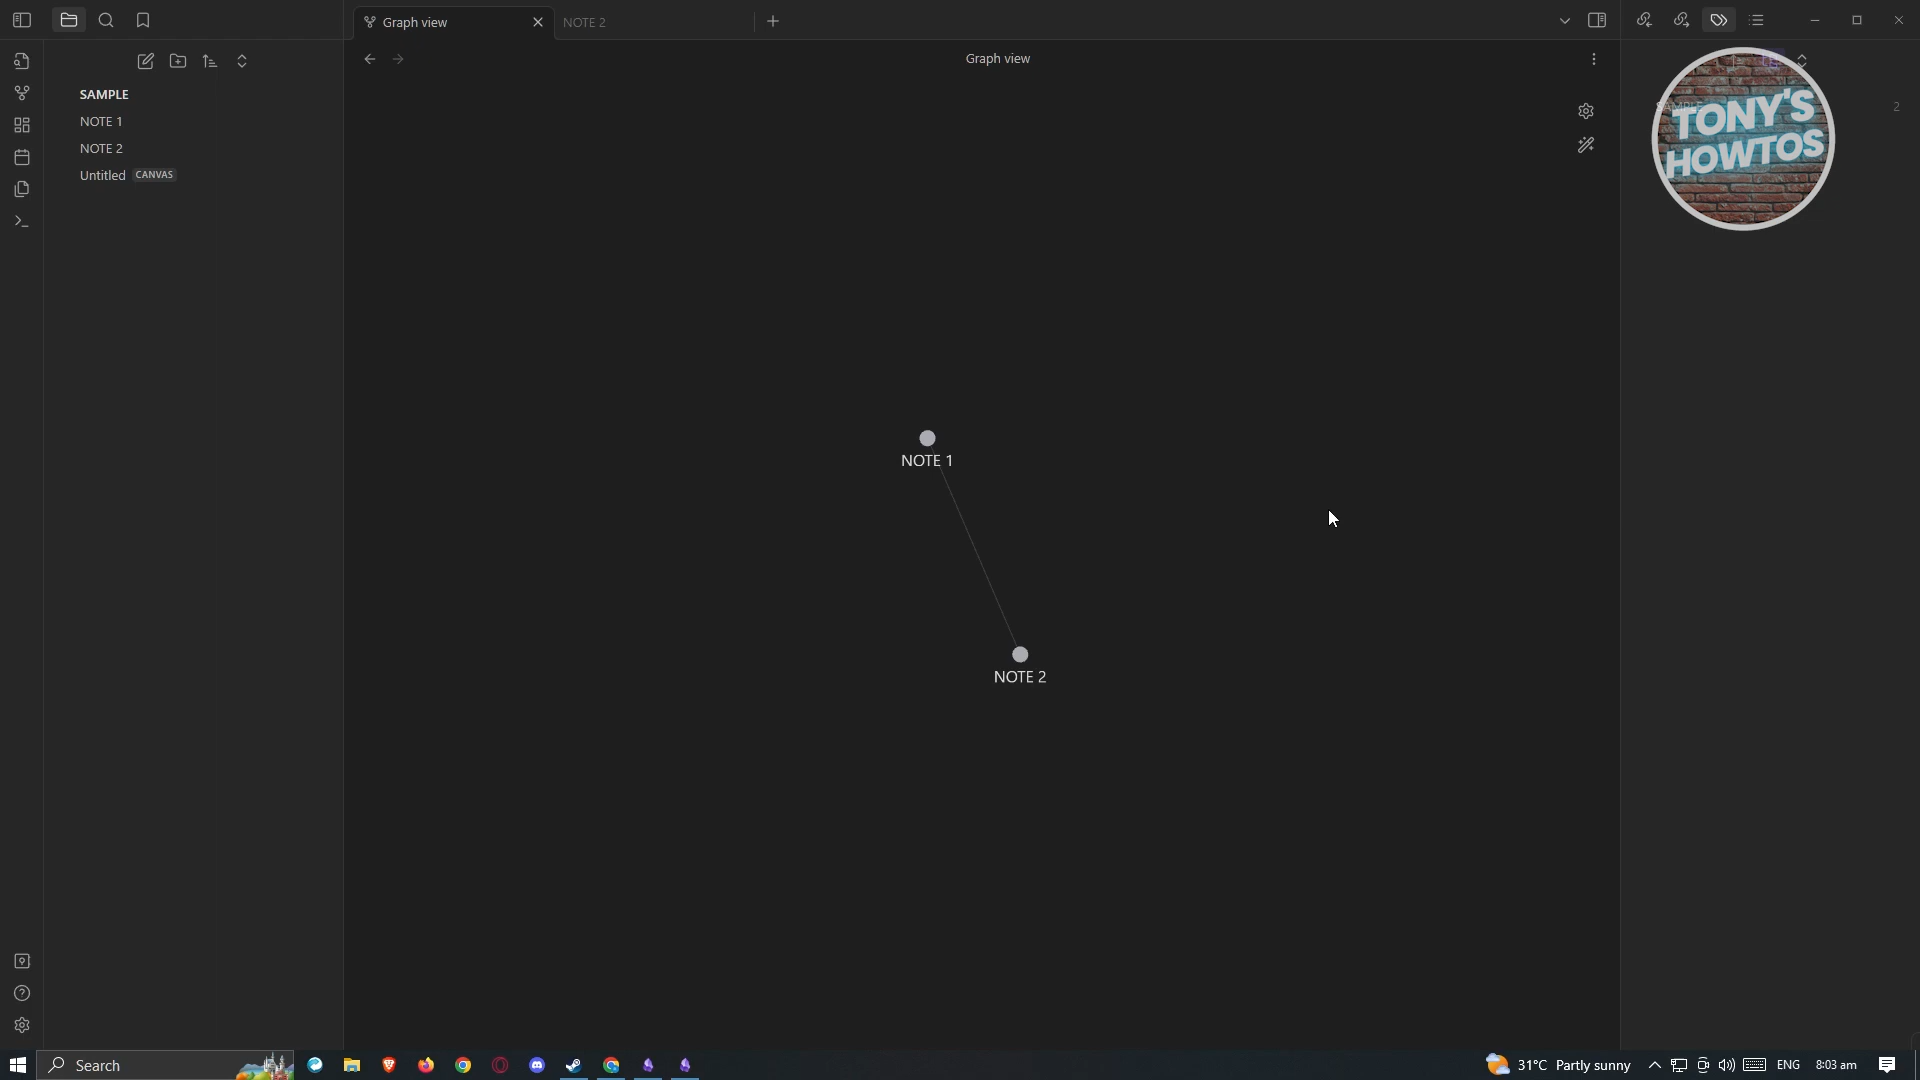 Graph view
NOTE 2
Graph view
SAMPLE
NOTE 1
NOTE 2
Untitled CANVAS
SAMPLE 2
TONY'S
HOWTOS
NOTE 1
NOTE 2
Search
31°C Partly sunny
ENG
8:03 am